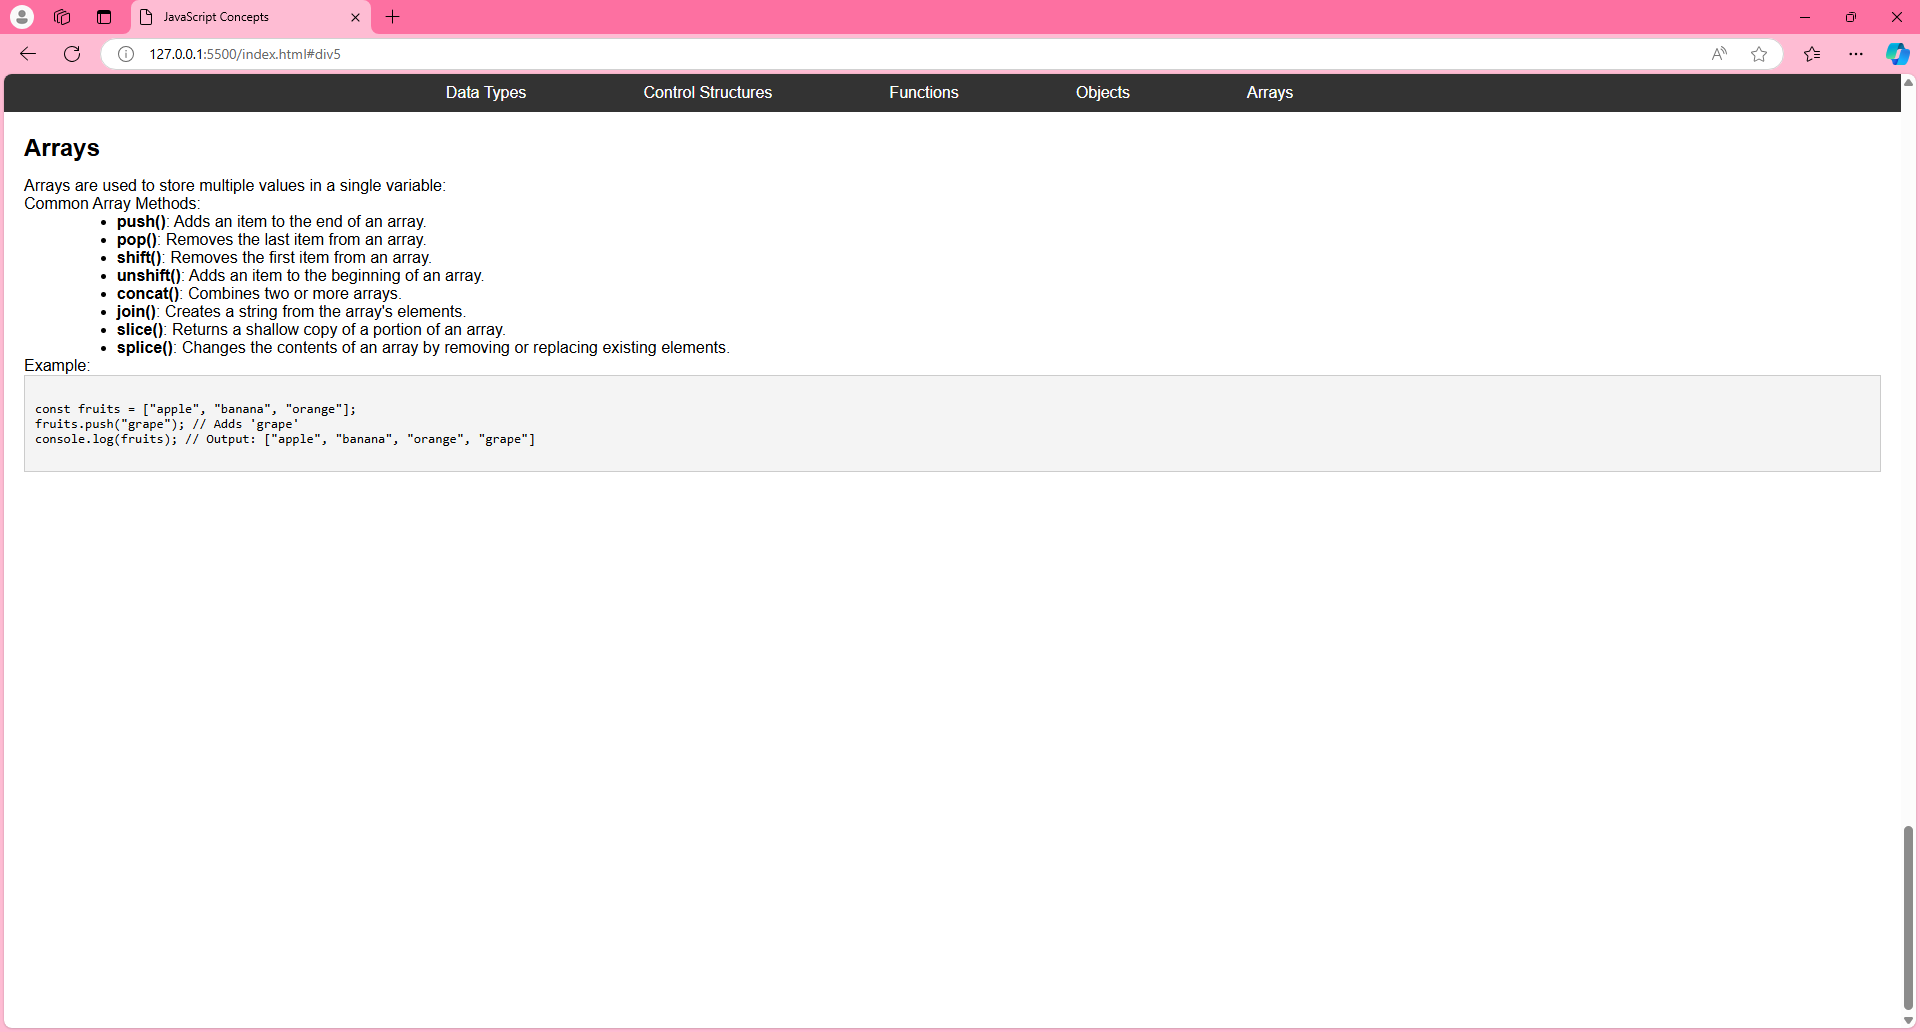 JavaScript Concepts
127.0.0.1:5500/index.html#div5
Data Types Control Structures Functions Objects Arrays
Arrays
Arrays are used to store multiple values in a single variable:
Common Array Methods:
• push(): Adds an item to the end of an array.
• pop(): Removes the last item from an array.
• shift(): Removes the first item from an array.
• unshift(): Adds an item to the beginning of an array.
• concat(): Combines two or more arrays.
• join(): Creates a string from the array's elements.
• slice(): Returns a shallow copy of a portion of an array.
• splice(): Changes the contents of an array by removing or replacing existing elements.
Example:
const fruits = ["apple", "banana", "orange"];
fruits.push("grape"); // Adds 'grape'
console.log(fruits); // Output: ["apple", "banana", "orange", "grape"]